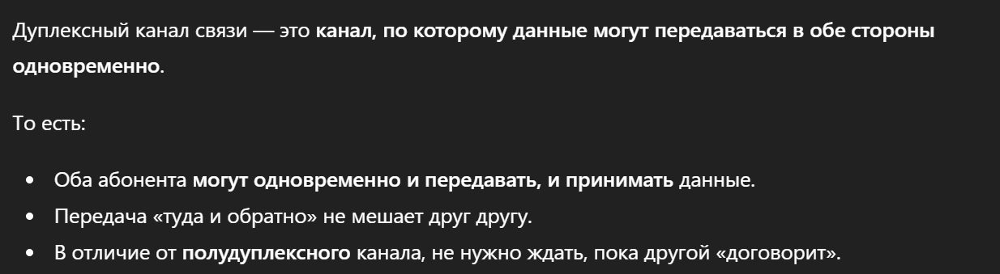 Дуплексный канал связи — это канал, по которому данные могут передаваться в обе стороны
одновременно.
То есть:
• Оба абонента могут одновременно и передавать, и принимать данные.
• Передача «туда и обратно» не мешает друг другу.
• В отличие от полудуплексного канала, не нужно ждать, пока другой «договорит».